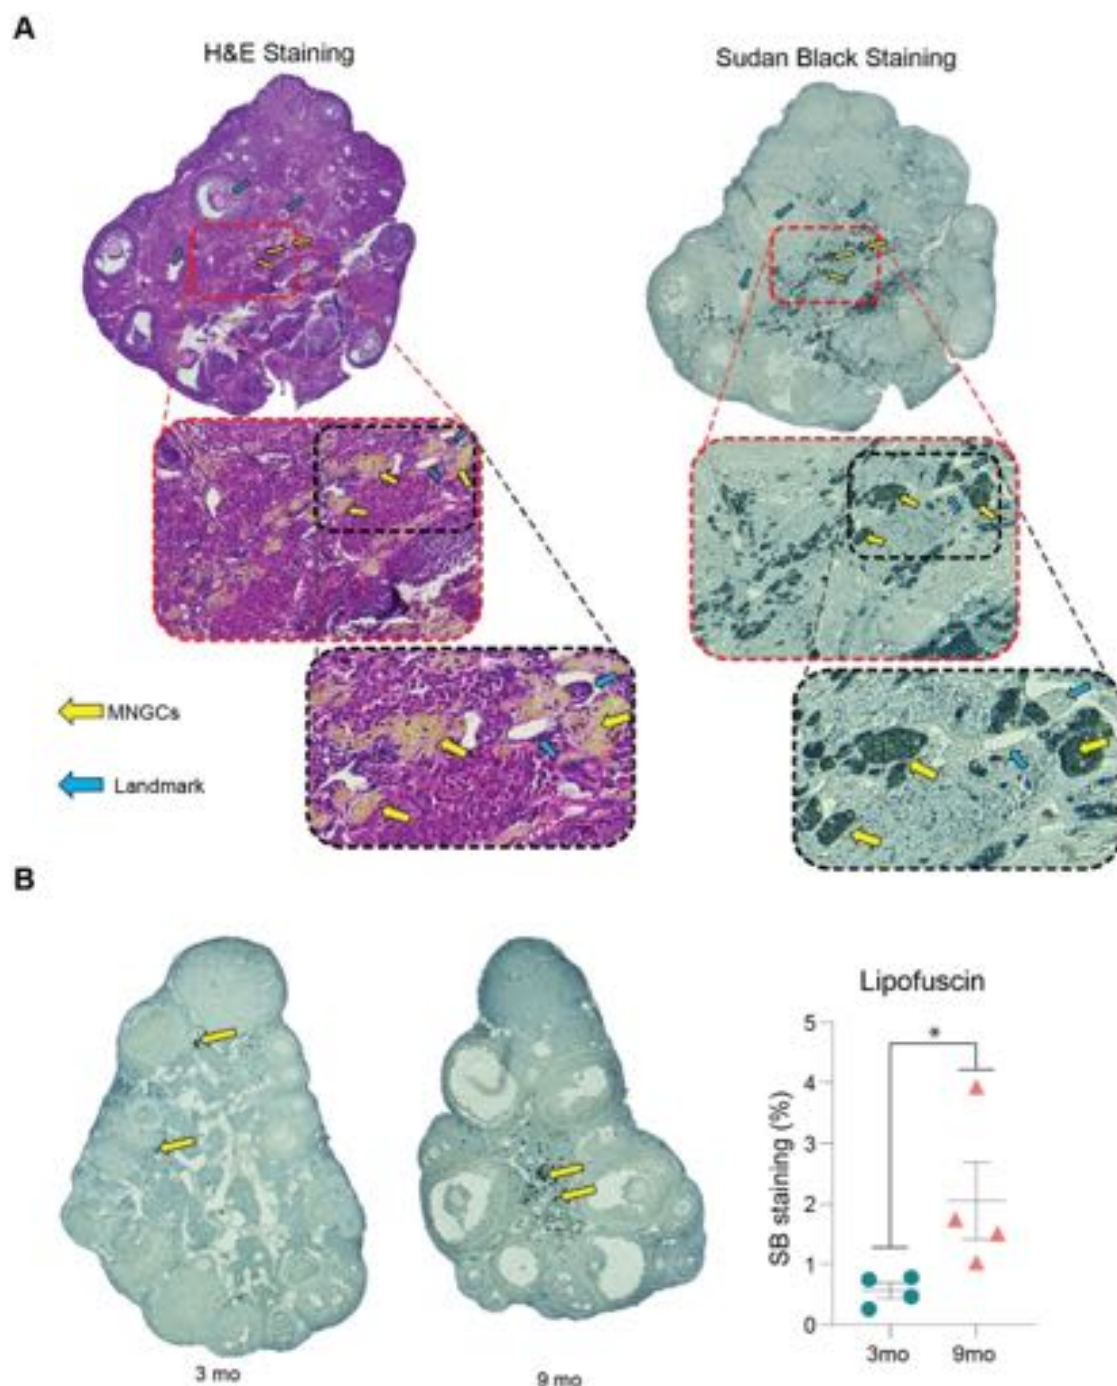 A
H&E Staining
Sudan Black Staining
MNGCs
Landmark
B
3 mo
9 mo
Lipofuscin
SB staining (%)
5
4
3
2
1
0
*
3mo
9mo